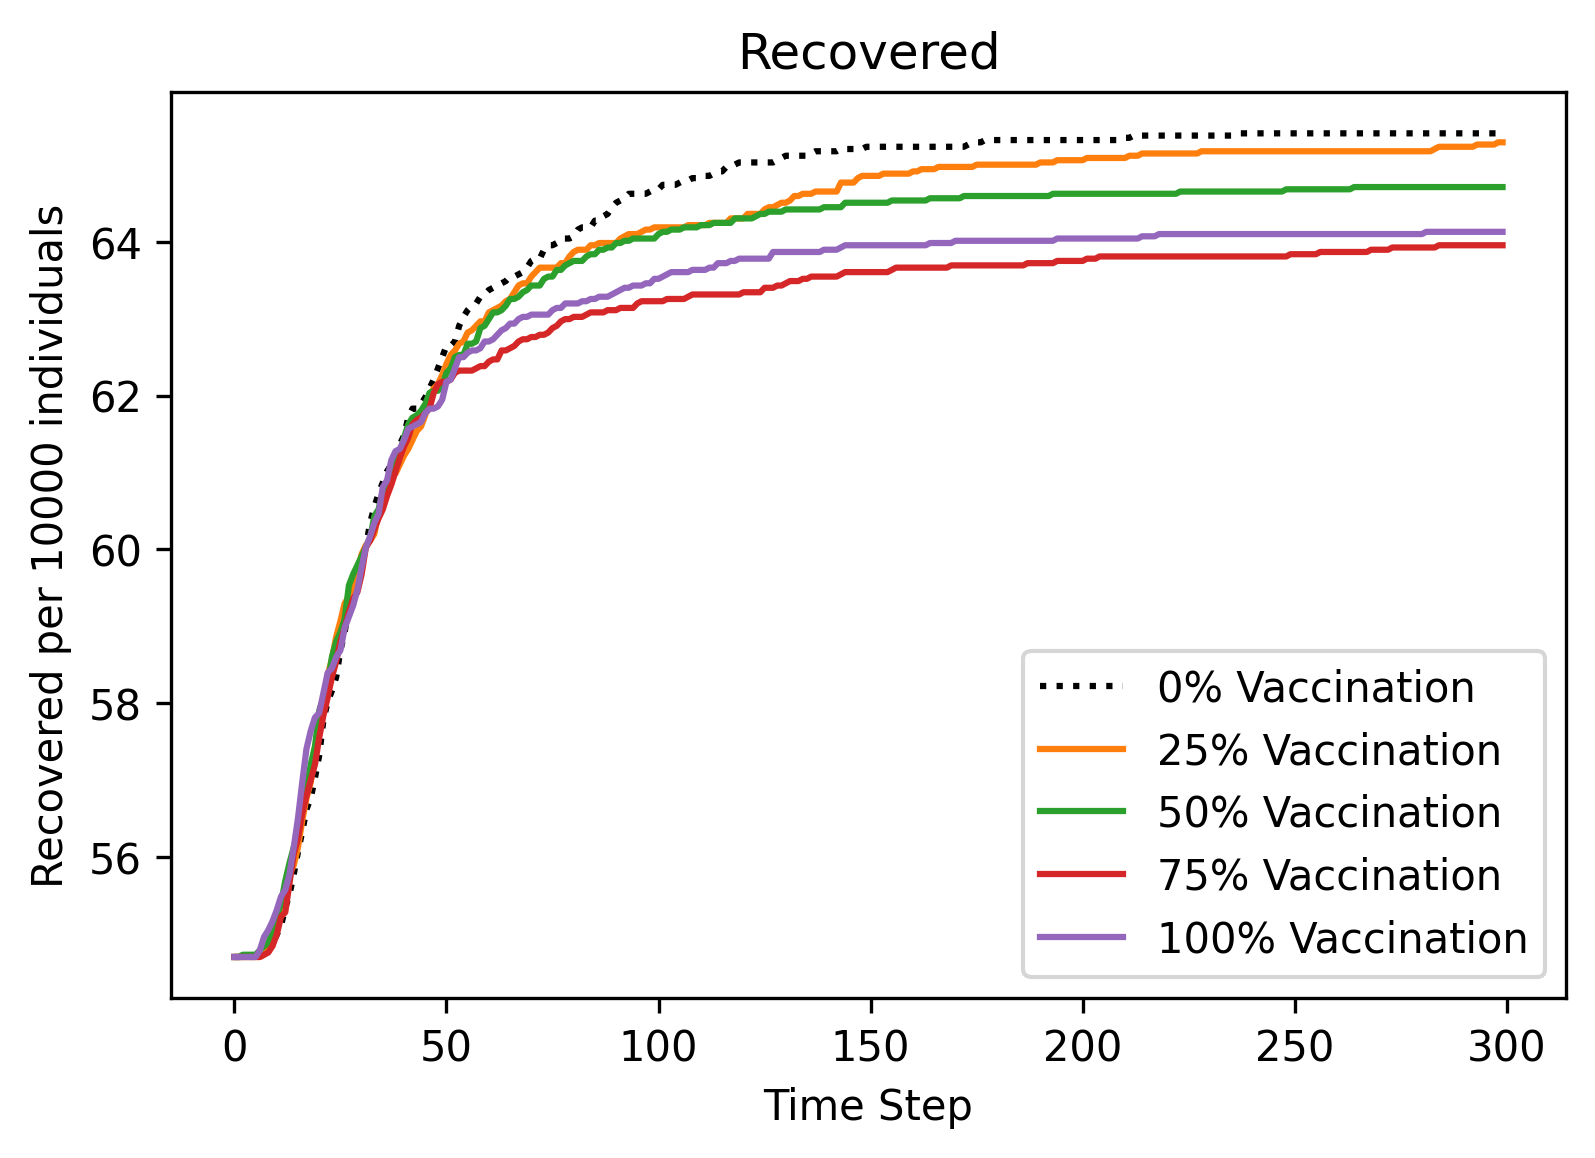 Recovered
Recovered per 10000 individuals
64
62
60
58
56
0% Vaccination
25% Vaccination
50% Vaccination
75% Vaccination
100% Vaccination
0 50 100 150 200 250 300
Time Step